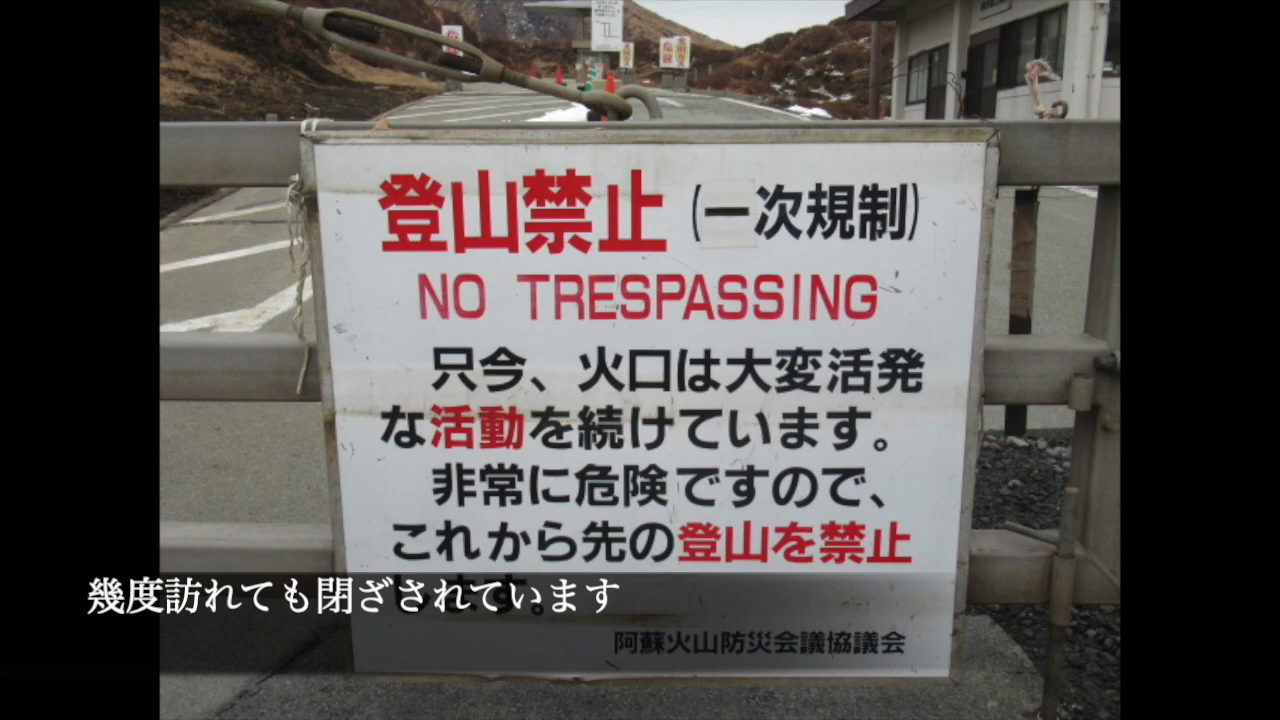 登山禁止(一次規制)
NO TRESPASSING
只今、火口は大変活発
な活動を続けています。
非常に危険ですので、
これから先の登山を禁止
します。
幾度訪れても閉ざされています
阿蘇火山防災会議協議会